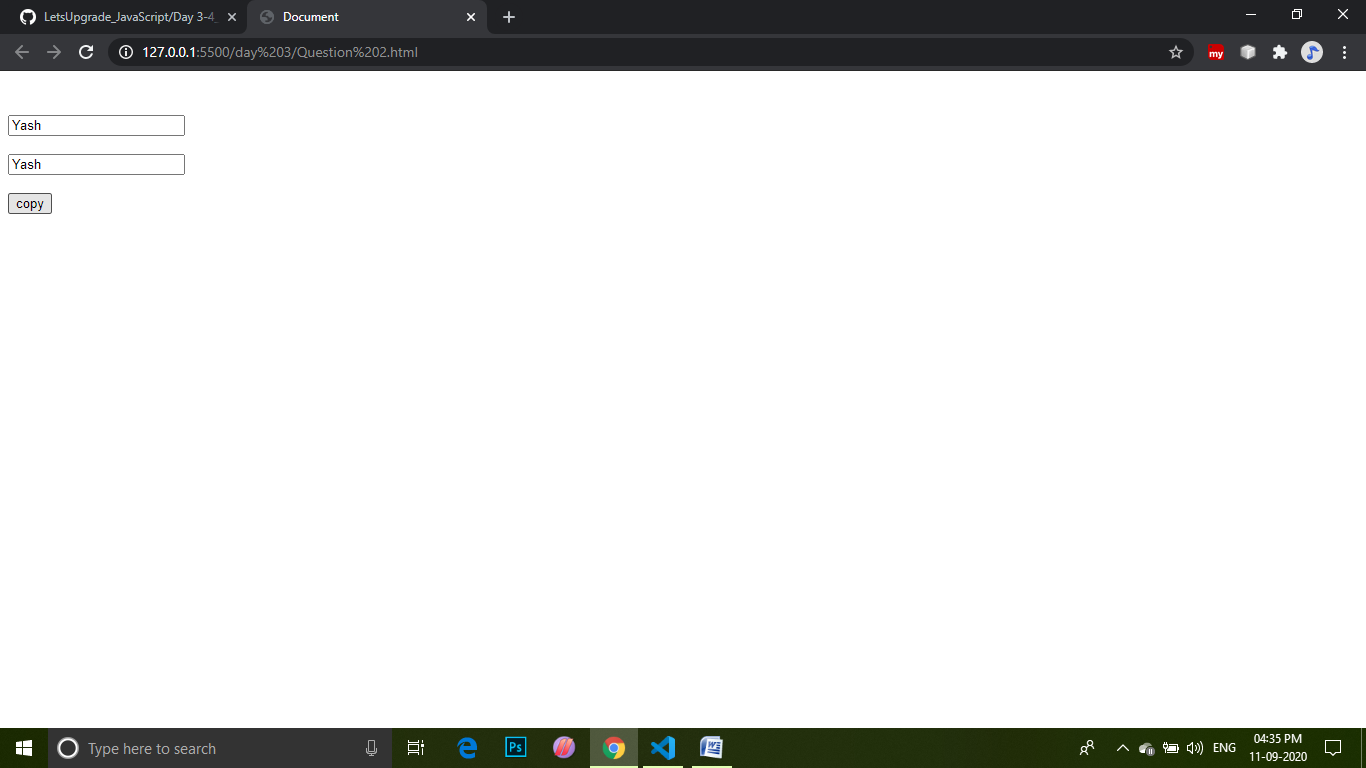 LetsUpgrade_JavaScript/Day 3-4_
Document
127.0.0.1:5500/day%203/Question%202.html
my
Yash
Yash
copy
Type here to search
Ps
W
ENG
04:35 PM
11-09-2020